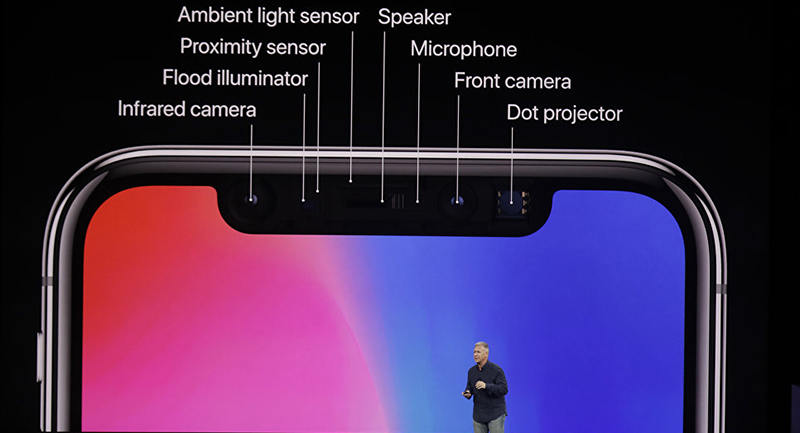 Ambient light sensor
Speaker
Proximity sensor
Microphone
Flood illuminator
Front camera
Infrared camera
Dot projector